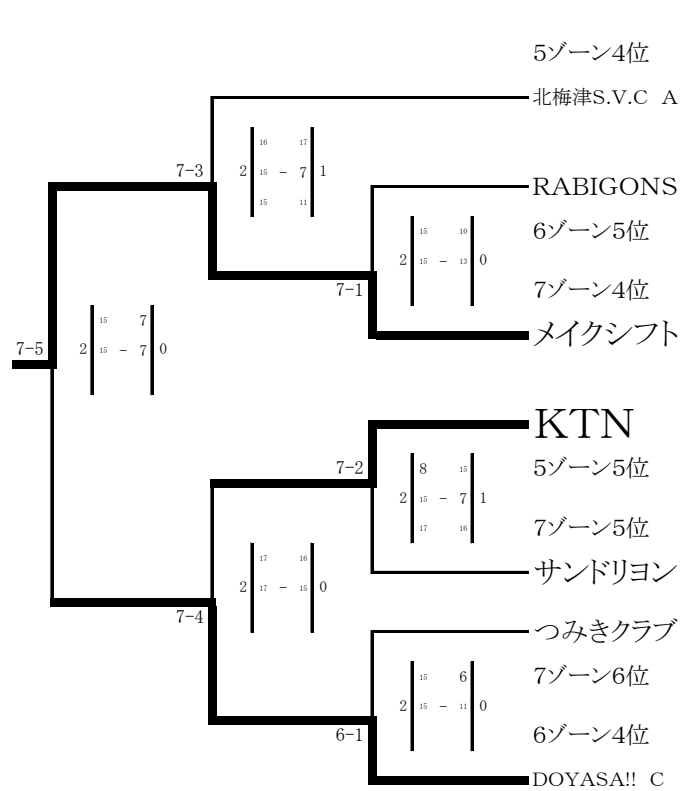 5ゾーン4位
北梅津S.V.C A
16 17
7-3
2 15 - 7 1
15 11
RABIGONS
6ゾーン5位
15 10
2 15 - 13 0
7ゾーン4位
7-1
メイクシフト
15 7
7-5
2 15 - 7 0
KTN
5ゾーン5位
7-2
8 15
2 15 - 7 1
17 16
7ゾーン5位
サンドリヨン
17 16
2 17 - 15 0
7-4
つみきクラブ
7ゾーン6位
15 6
2 15 - 11 0
6ゾーン4位
6-1
DOYASA!! C